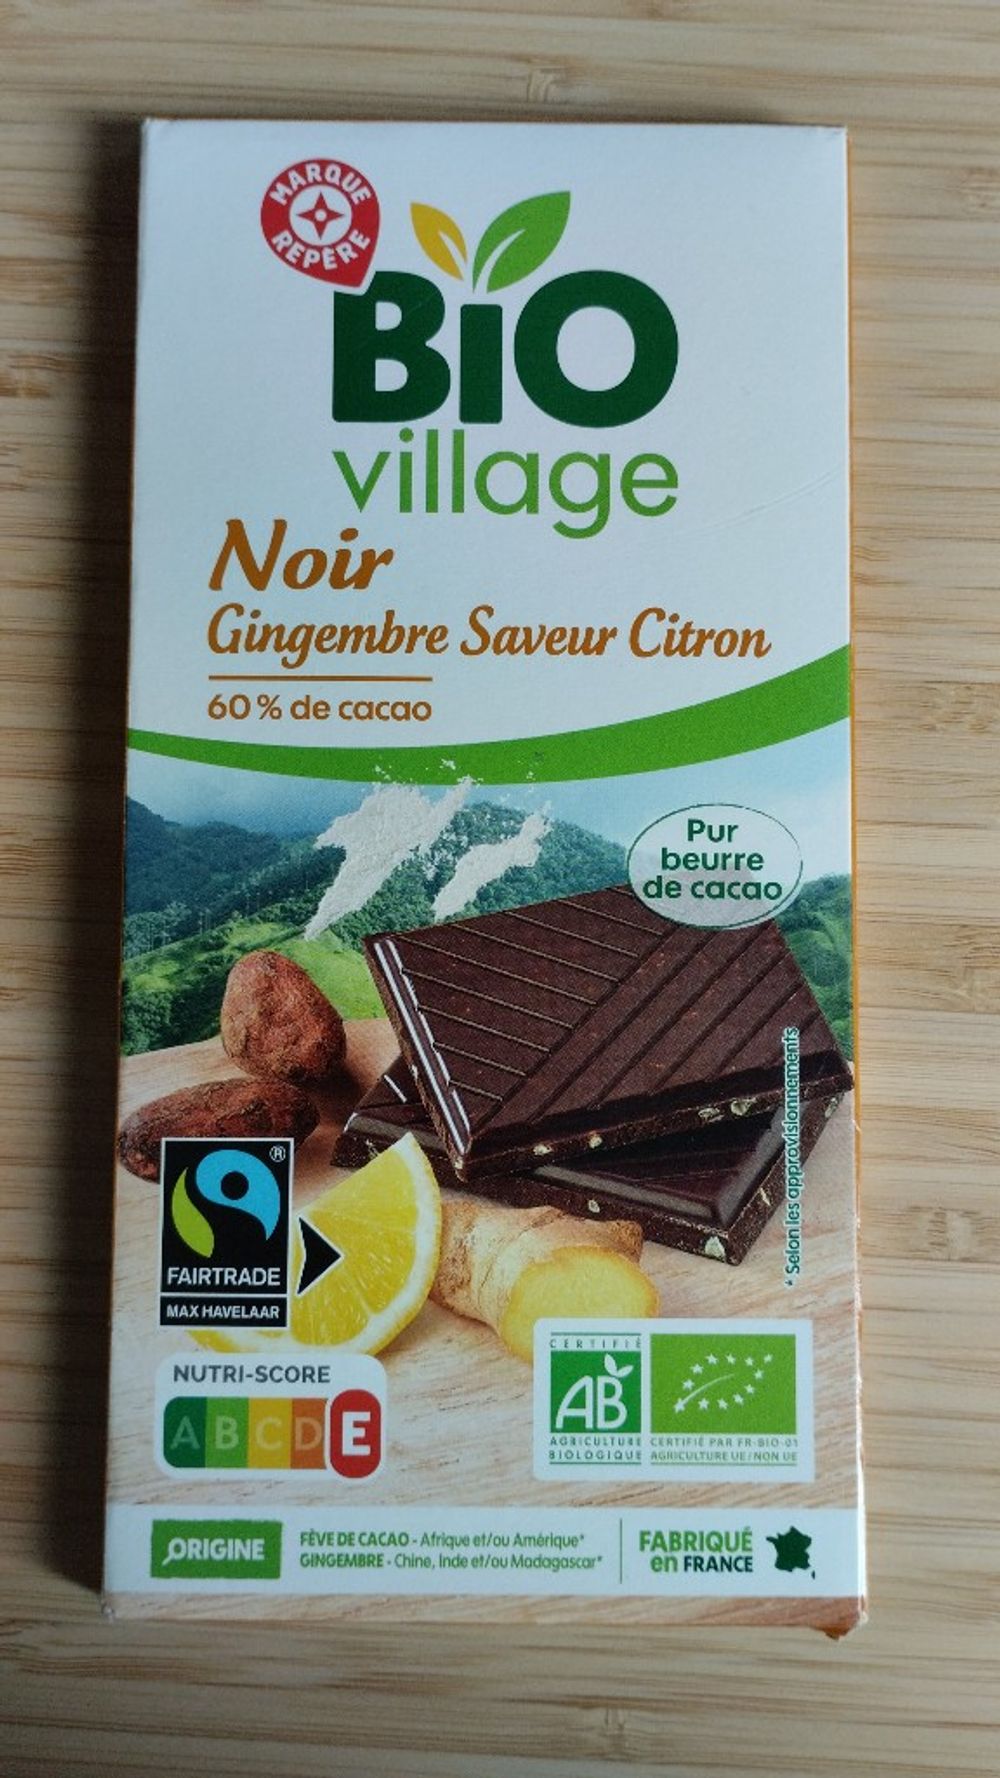 MARQUE
REPÈRE
BIO
village
Noir
Gingembre Saveur Citron
60 % de cacao
Pur
beurre
de cacao
* Selon les approvisionnements
®
FAIRTRADE
MAX HAVELAAR
NUTRI-SCORE
A B C D E
CERTIFIÉ
AB
AGRICULTURE
BIOLOGIQUE
CERTIFIÉ PAR FR-BIO-01
AGRICULTURE UE/NON UE
ORIGINE
FÈVE DE CACAO - Afrique et/ou Amérique*
GINGEMBRE - Chine, Inde et/ou Madagascar*
FABRIQUÉ
en FRANCE